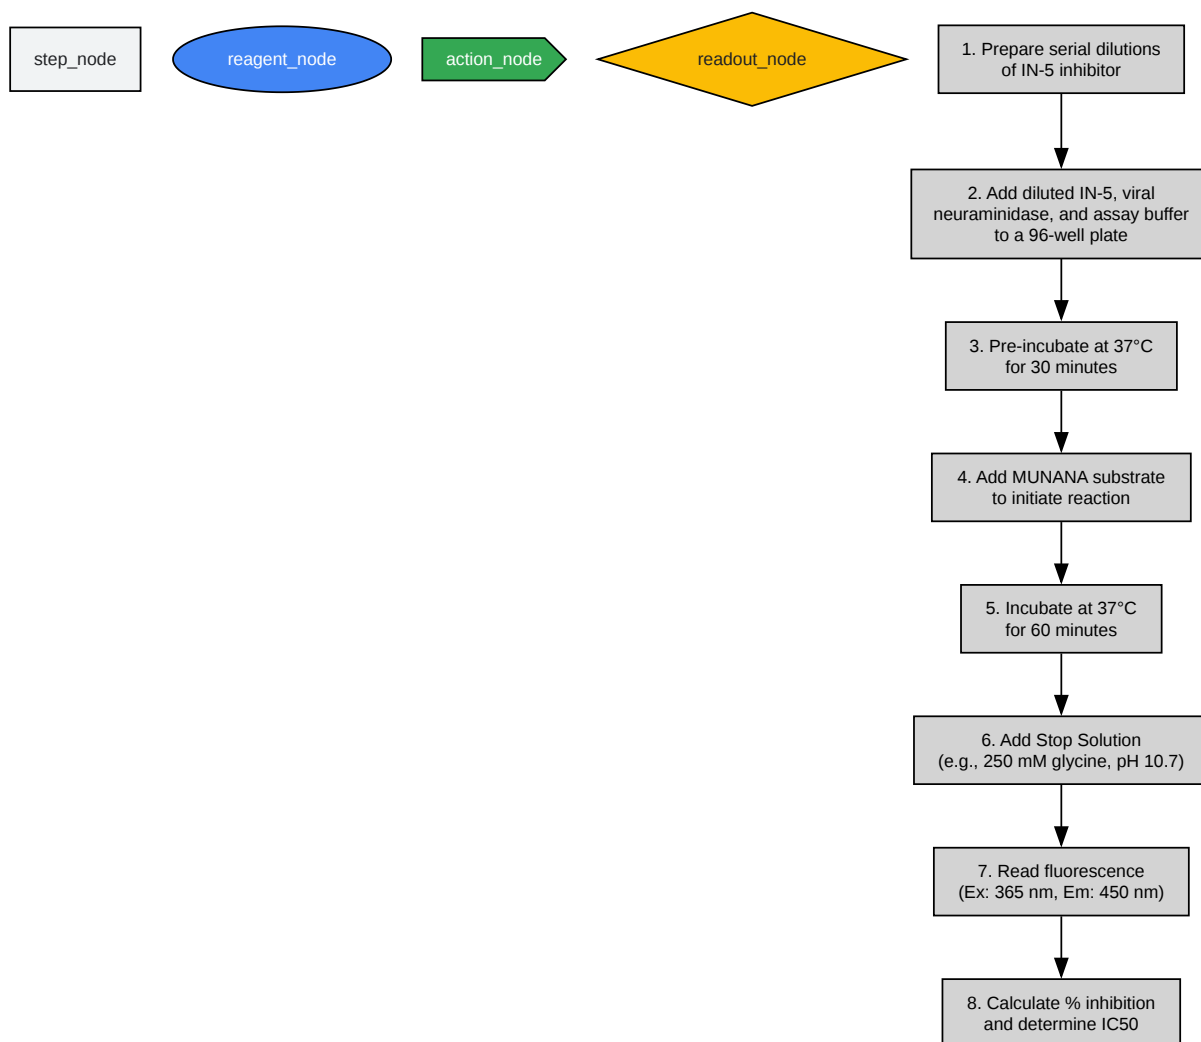 step_node
reagent_node
action_node
readout_node
1. Prepare serial dilutions
of IN-5 inhibitor
2. Add diluted IN-5, viral
neuraminidase, and assay buffer
to a 96-well plate
3. Pre-incubate at 37°C
for 30 minutes
4. Add MUNANA substrate
to initiate reaction
5. Incubate at 37°C
for 60 minutes
6. Add Stop Solution
(e.g., 250 mM glycine, pH 10.7)
7. Read fluorescence
(Ex: 365 nm, Em: 450 nm)
8. Calculate % inhibition
and determine IC50